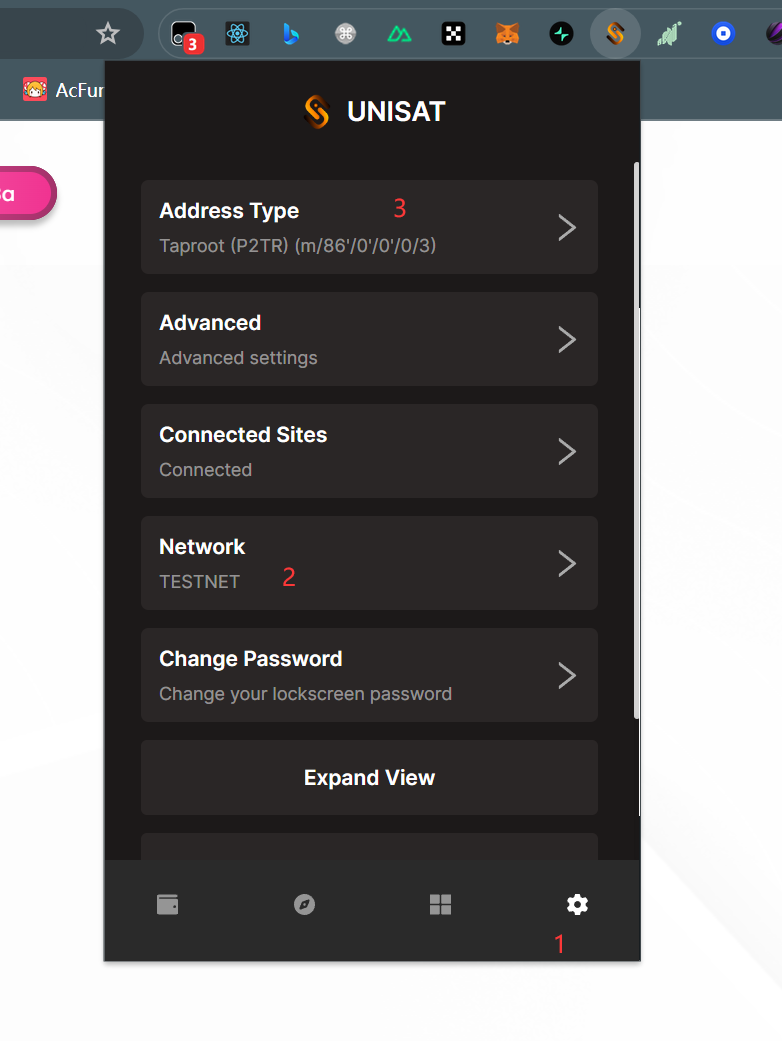 3
AcFun
UNISAT
Address Type
3
Taproot (P2TR) (m/86'/0'/0'/0/3)
Advanced
Advanced settings
Connected Sites
Connected
Network
TESTNET
2
Change Password
Change your lockscreen password
Expand View
1